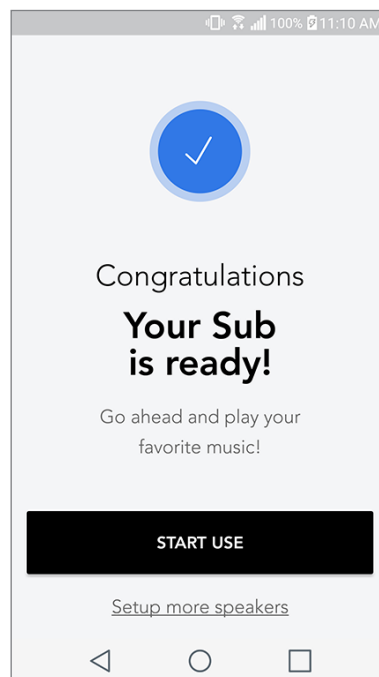 100% 11:10 AM
Congratulations
Your Sub
is ready!
Go ahead and play your
favorite music!
START USE
Setup more speakers